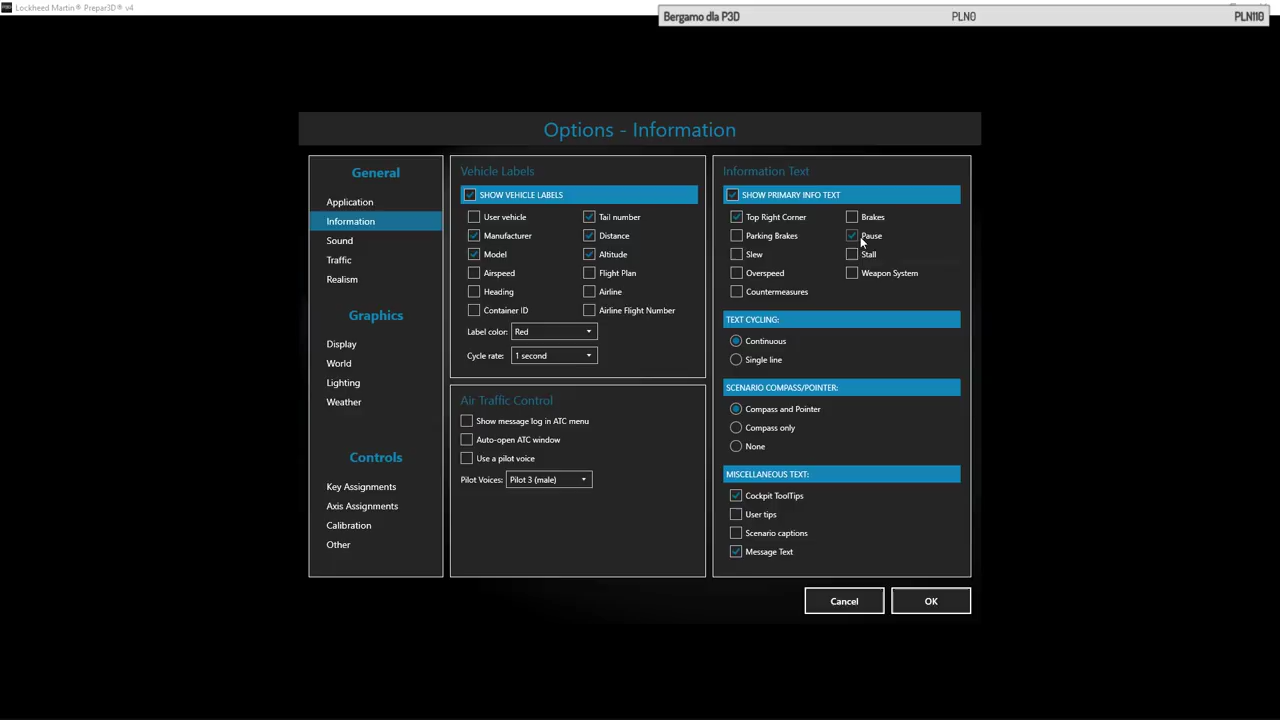 Lockheed Martin® Prepar3D® v4
Bergamo dla P3D PLN0 PLN110
Options - Information
General
Application
Information
Sound
Traffic
Realism
Graphics
Display
World
Lighting
Weather
Controls
Key Assignments
Axis Assignments
Calibration
Other
Vehicle Labels
SHOW VEHICLE LABELS
User vehicle Tail number
Manufacturer Distance
Model Altitude
Airspeed Flight Plan
Heading Airline
Container ID Airline Flight Number
Label color: Red
Cycle rate: 1 second
Air Traffic Control
Show message log in ATC menu
Auto-open ATC window
Use a pilot voice
Pilot Voices: Pilot 3 (male)
Information Text
SHOW PRIMARY INFO TEXT
Top Right Corner Brakes
Parking Brakes Pause
Slew Stall
Overspeed Weapon System
Countermeasures
TEXT CYCLING:
Continuous
Single line
SCENARIO COMPASS/POINTER:
Compass and Pointer
Compass only
None
MISCELLANEOUS TEXT:
Cockpit ToolTips
User tips
Scenario captions
Message Text
Cancel OK